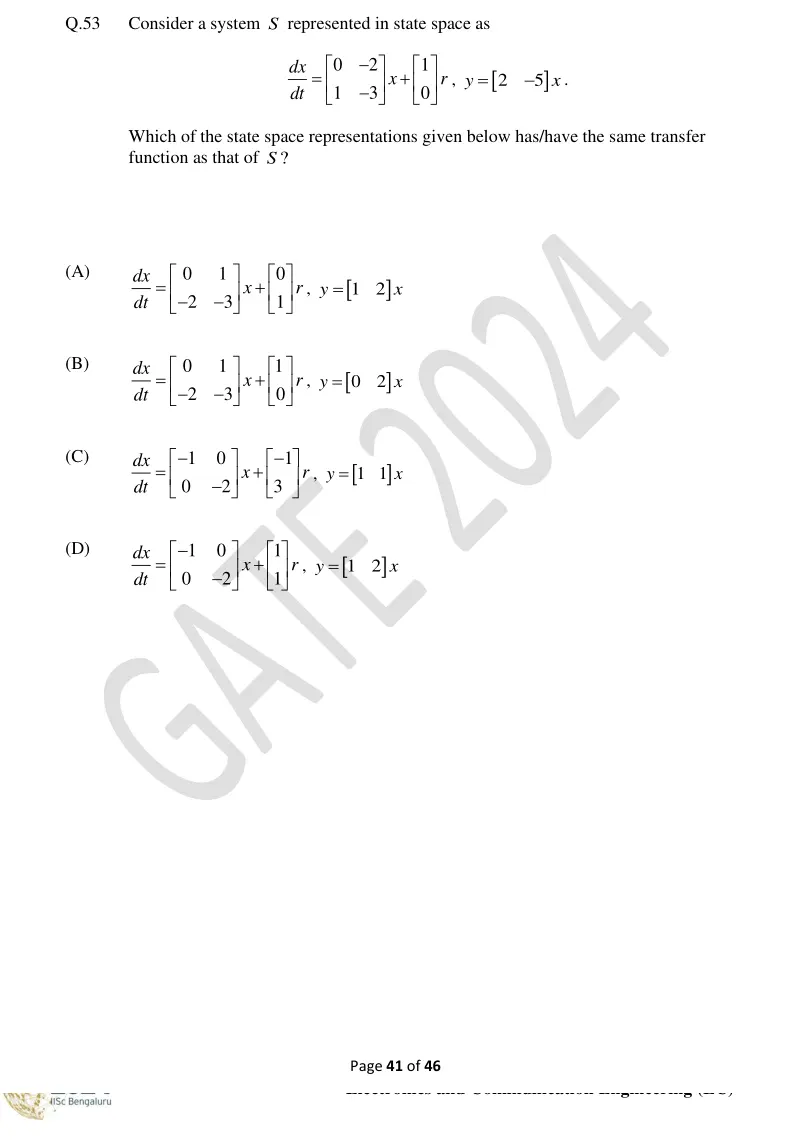 Q.53 Consider a system S represented in state space as
dx/dt = [0 −2; 1 −3] x + [1; 0] r , y = [2 −5] x .
Which of the state space representations given below has/have the same transfer
function as that of S ?
(A) dx/dt = [0 1; −2 −3] x + [0; 1] r , y = [1 2] x
(B) dx/dt = [0 1; −2 −3] x + [1; 0] r , y = [0 2] x
(C) dx/dt = [−1 0; 0 −2] x + [−1; 3] r , y = [1 1] x
(D) dx/dt = [−1 0; 0 −2] x + [1; 1] r , y = [1 2] x
GATE 2024
Page 41 of 46
IISc Bengaluru